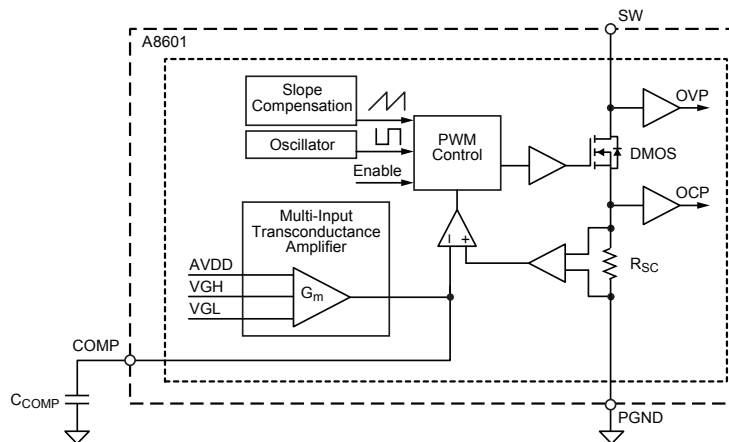 SW
A8601
Slope
Compensation
OVP
Oscillator
PWM
Control
DMOS
Enable
OCP
Multi-Input
Transconductance
Amplifier
– +
AVDD
RSC
VGH
Gm
VGL
COMP
CCOMP
PGND